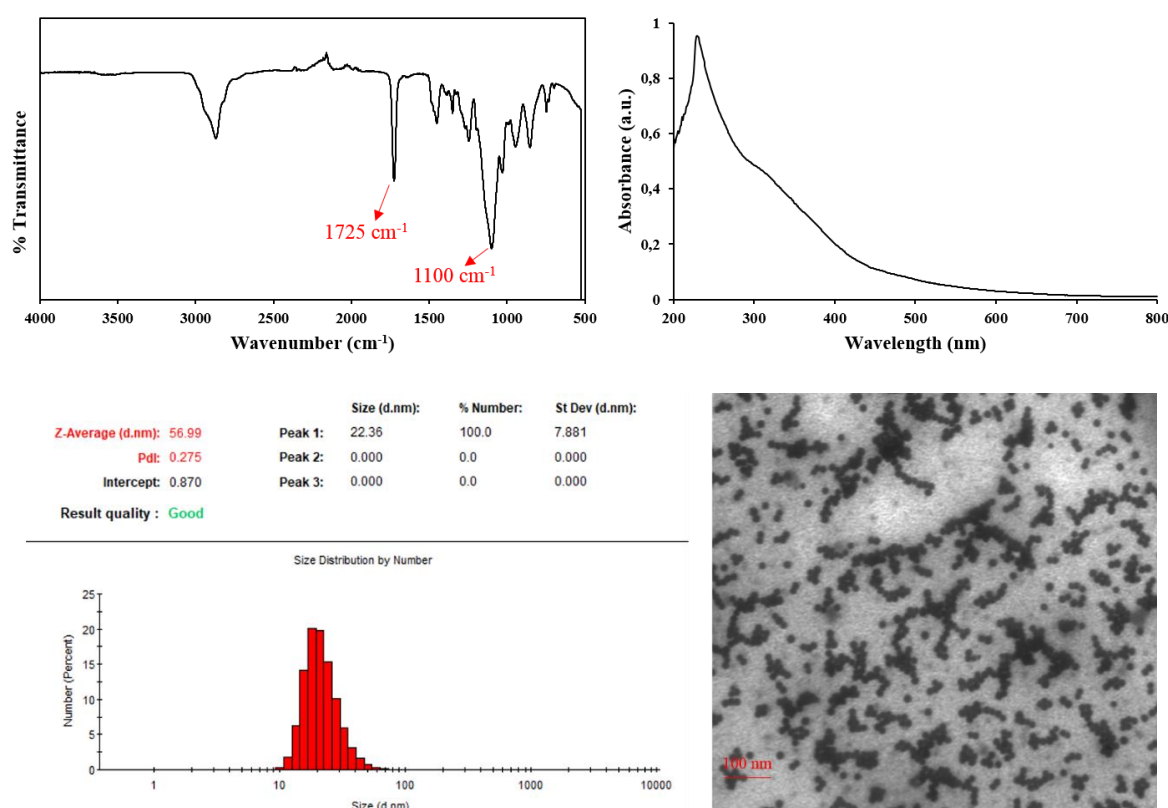 % Transmittance
1725 cm⁻¹
1100 cm⁻¹
4000 3500 3000 2500 2000 1500 1000 500
Wavenumber (cm⁻¹)
Absorbance (a.u.)
1
0,8
0,6
0,4
0,2
0
200 300 400 500 600 700 800
Wavelength (nm)
Size (d.nm): % Number: St Dev (d.nm):
Z-Average (d.nm): 56.99 Peak 1: 22.36 100.0 7.881
PdI: 0.275 Peak 2: 0.000 0.0 0.000
Intercept: 0.870 Peak 3: 0.000 0.0 0.000
Result quality : Good
Size Distribution by Number
Number (Percent)
25
20
15
10
5
0
1 10 100 1000 10000
Size (d.nm)
100 nm